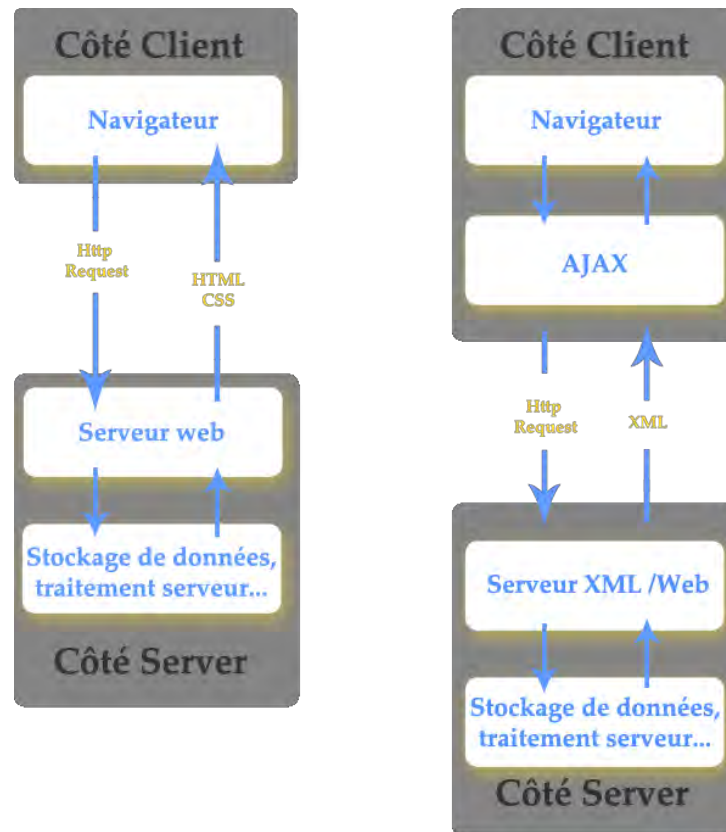 Côté Client
Navigateur
Http
Request
HTML
CSS
Serveur web
Stockage de données,
traitement serveur...
Côté Server
Côté Client
Navigateur
AJAX
Http
Request
XML
Serveur XML /Web
Stockage de données,
traitement serveur...
Côté Server